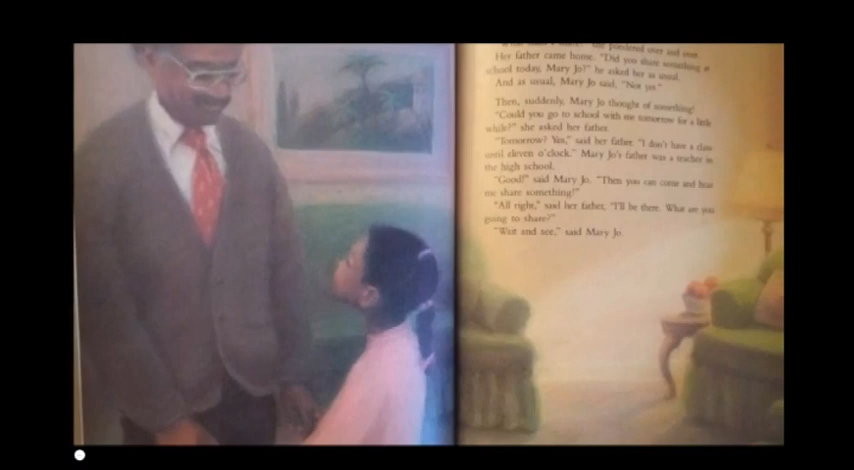 she pondered over and over.
Her father came home. "Did you share something at
school today, Mary Jo?" he asked her as usual.
And as usual, Mary Jo said, "Not yet."
Then, suddenly, Mary Jo thought of something!
"Could you go to school with me tomorrow for a little
while?" she asked her father.
"Tomorrow? Yes," said her father. "I don't have a class
until eleven o'clock." Mary Jo's father was a teacher in
the high school.
"Good!" said Mary Jo. "Then you can come and hear
me share something!"
"All right," said her father, "I'll be there. What are you
going to share?"
"Wait and see," said Mary Jo.